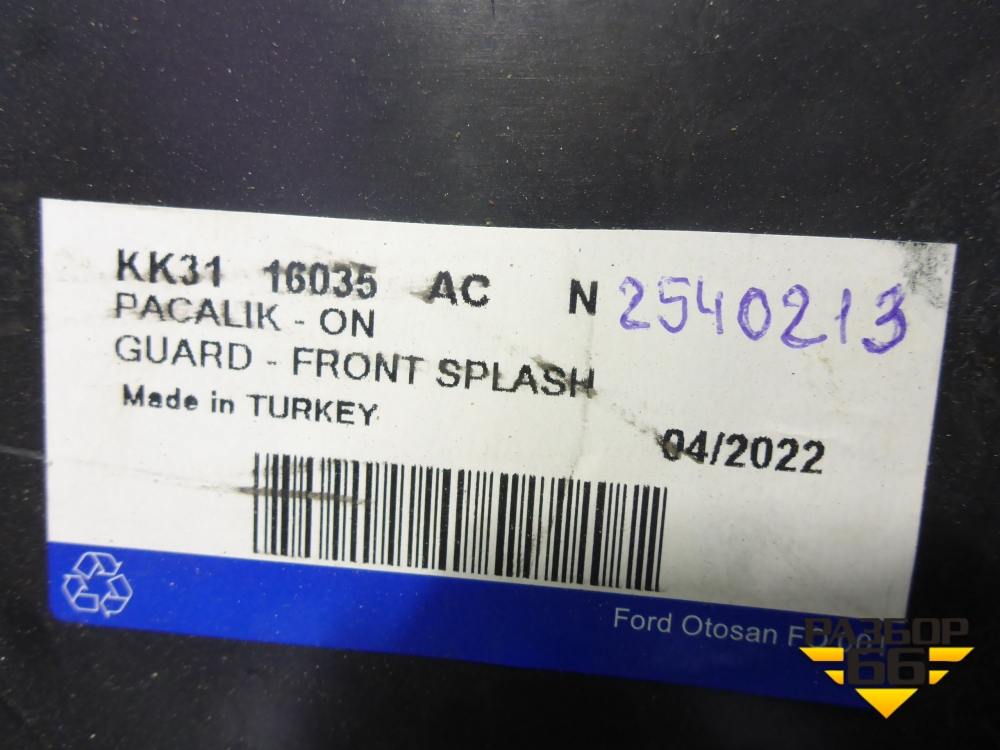 KK31 16035 AC N 2540213
PACALIK - ON
GUARD - FRONT SPLASH
Made in TURKEY
04/2022
Ford Otosan
РАЗБОР
66